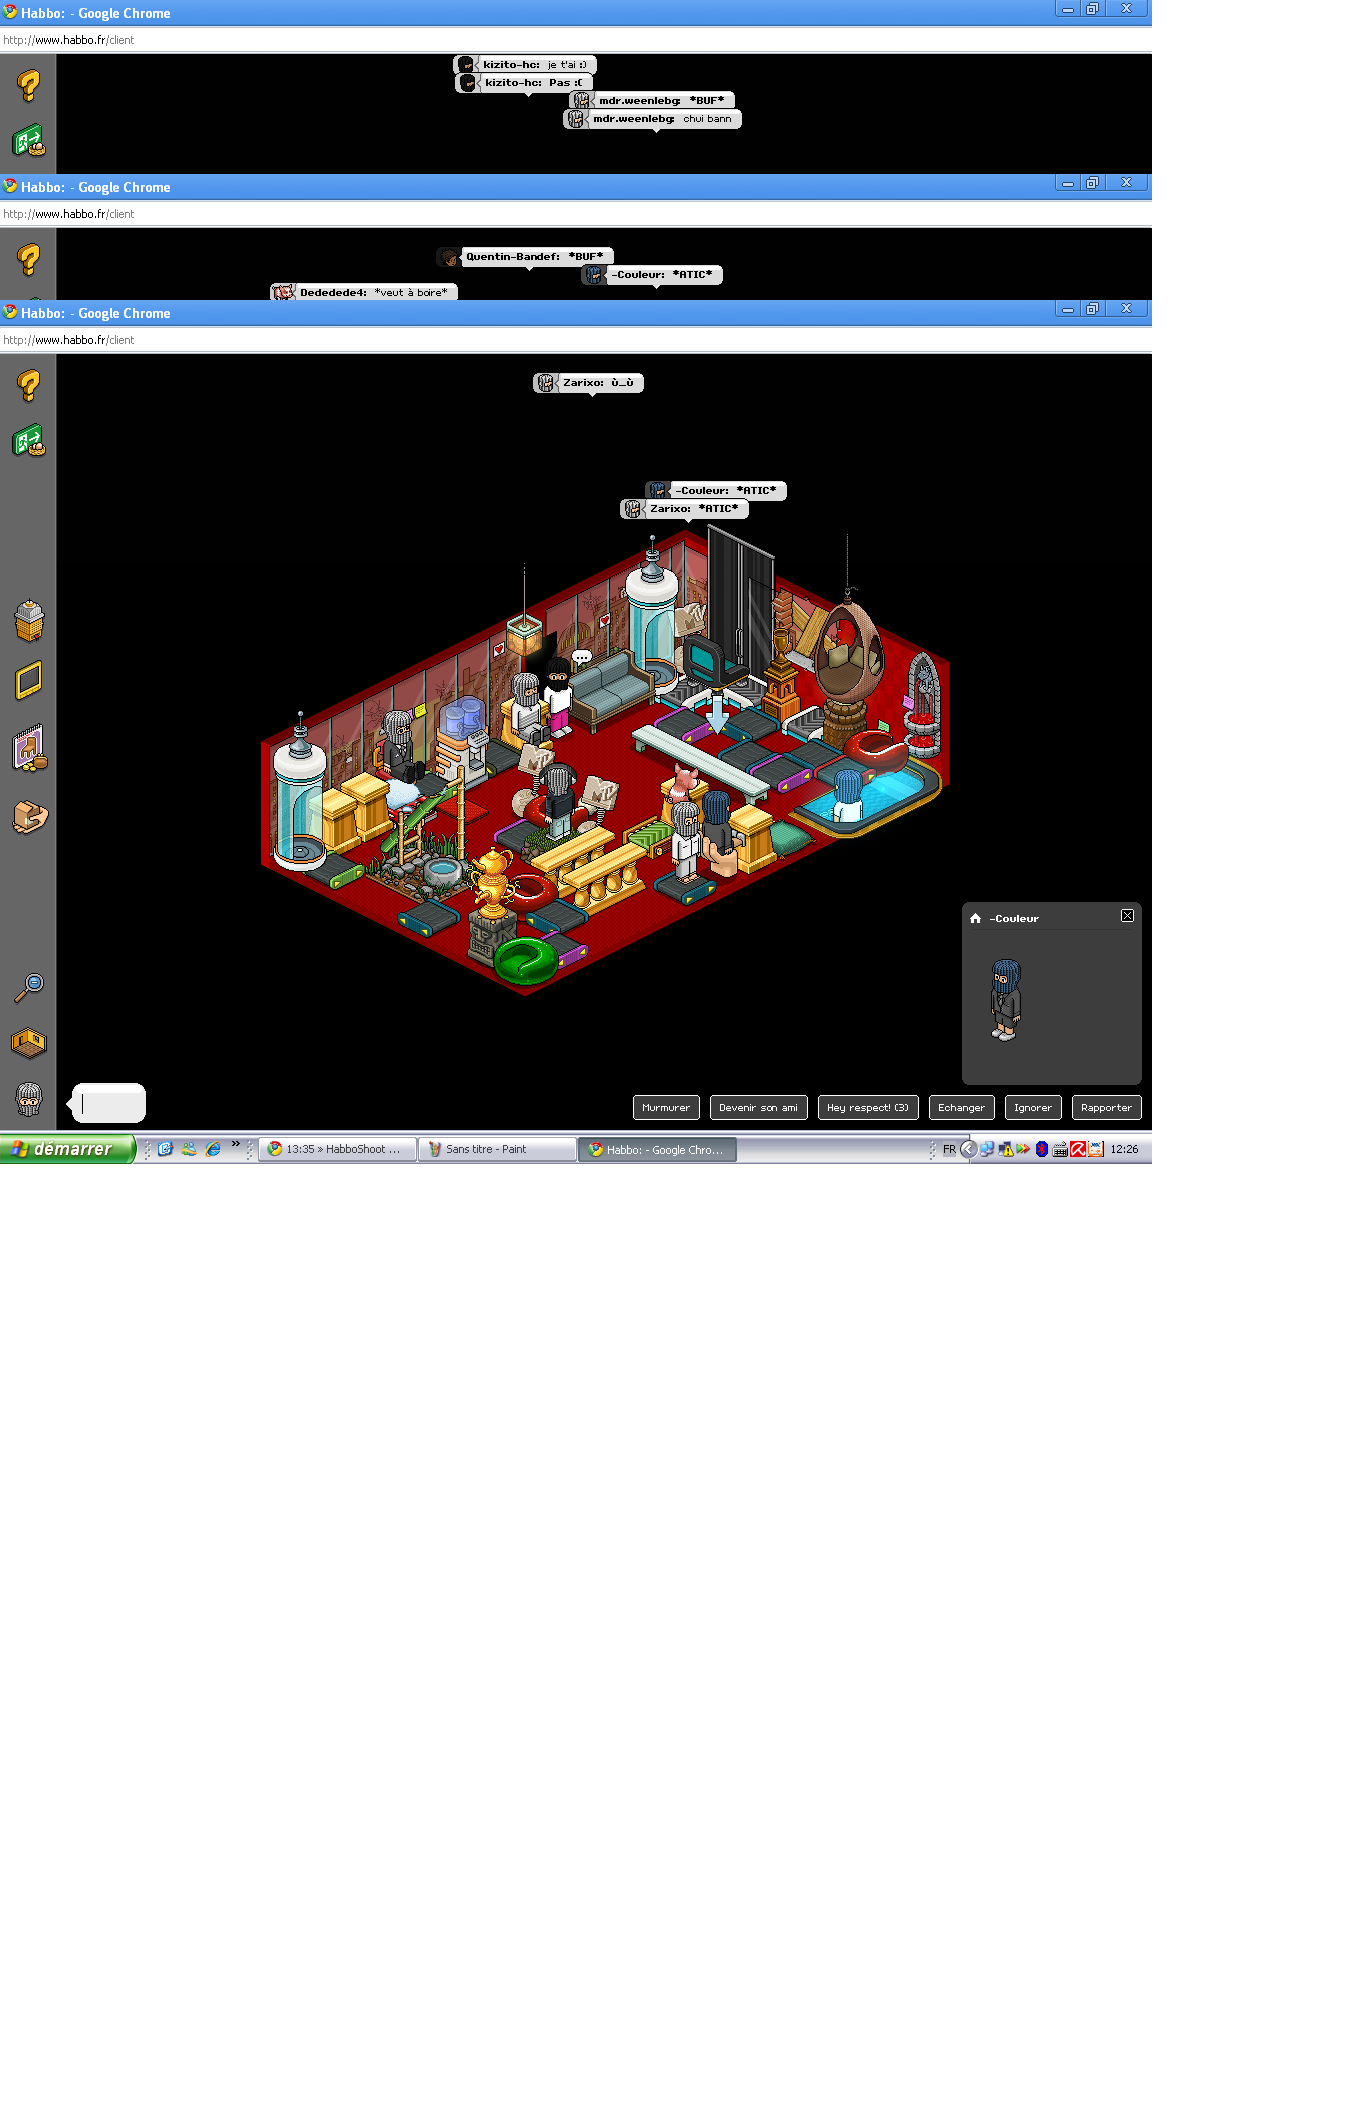 Habbo: - Google Chrome
http://www.habbo.fr/client
kizito-hc: je t'ai :)
kizito-hc: Pas :(
mdr.weenlebg: *BUF*
mdr.weenlebg: chui bann
Habbo: - Google Chrome
http://www.habbo.fr/client
Quentin-Bandef: *BUF*
-Couleur: *ATIC*
Dededede4: *veut à boire*
Habbo: - Google Chrome
http://www.habbo.fr/client
Zarixo: ù_ù
-Couleur: *ATIC*
Zarixo: *ATIC*
-Couleur
Murmurer Devenir son ami Hey respect! (3) Echanger Ignorer Rapporter
démarrer 13:35 » HabboShoot ... Sans titre - Paint Habbo: - Google Chro... FR 12:26